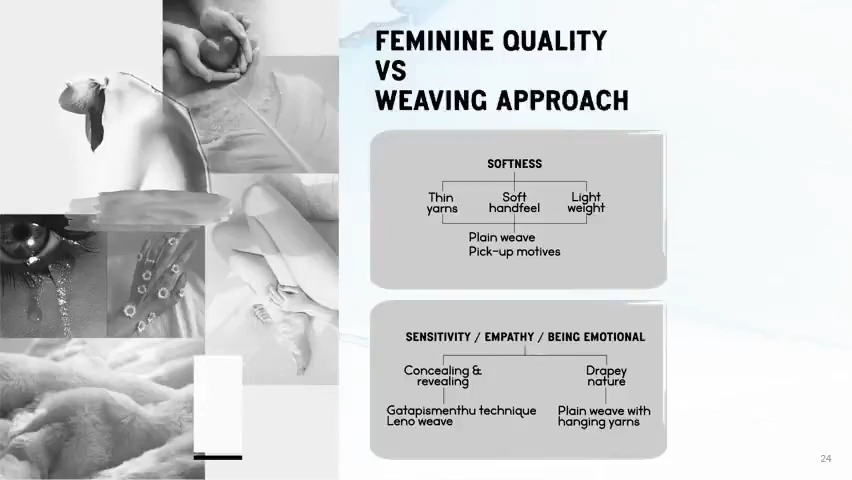 FEMININE QUALITY
VS
WEAVING APPROACH
SOFTNESS
Thin
yarns
Soft
handfeel
Light
weight
Plain weave
Pick-up motives
SENSITIVITY / EMPATHY / BEING EMOTIONAL
Concealing &
revealing
Drapey
nature
Gatapismenthu technique
Leno weave
Plain weave with
hanging yarns
24